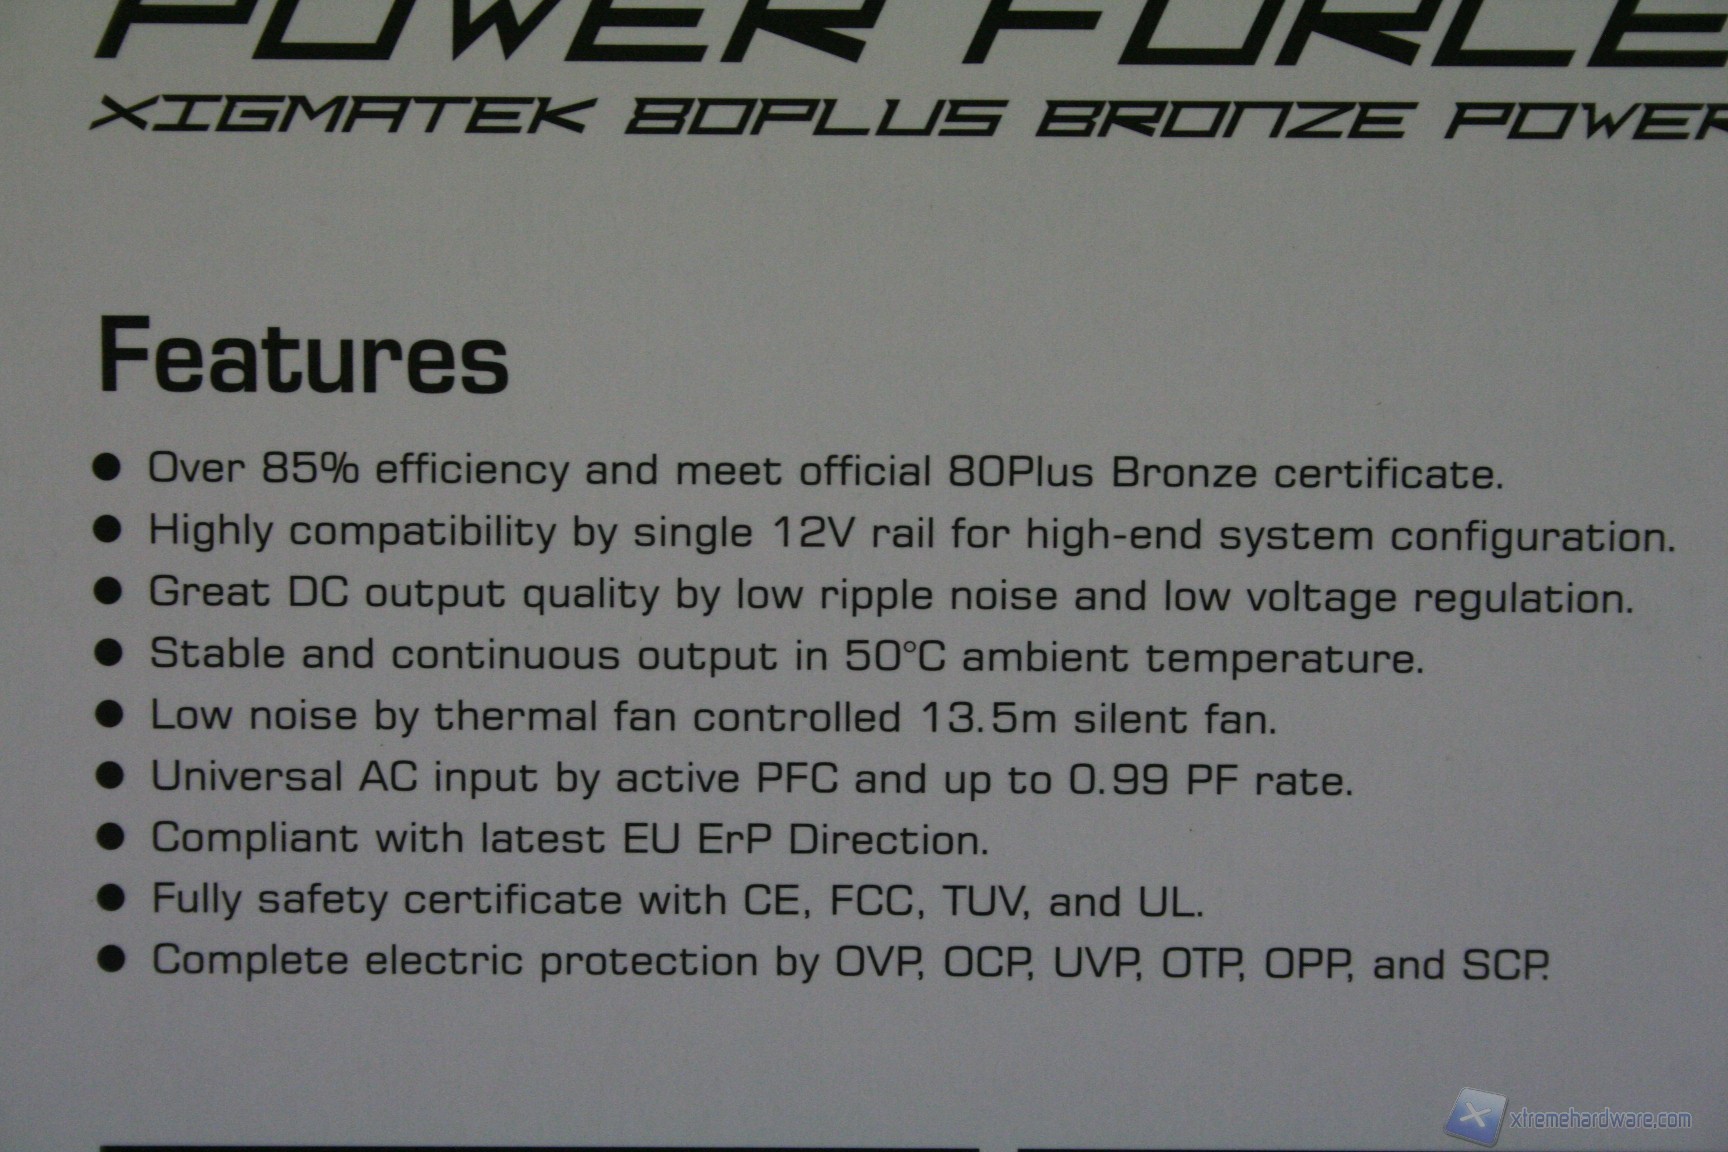 POWER FORCE
XIGMATEK 80PLUS BRONZE POWER
Features
● Over 85% efficiency and meet official 80Plus Bronze certificate.
● Highly compatibility by single 12V rail for high-end system configuration.
● Great DC output quality by low ripple noise and low voltage regulation.
● Stable and continuous output in 50°C ambient temperature.
● Low noise by thermal fan controlled 13.5m silent fan.
● Universal AC input by active PFC and up to 0.99 PF rate.
● Compliant with latest EU ErP Direction.
● Fully safety certificate with CE, FCC, TUV, and UL.
● Complete electric protection by OVP, OCP, UVP, OTP, OPP, and SCP.
xtremehardware.com